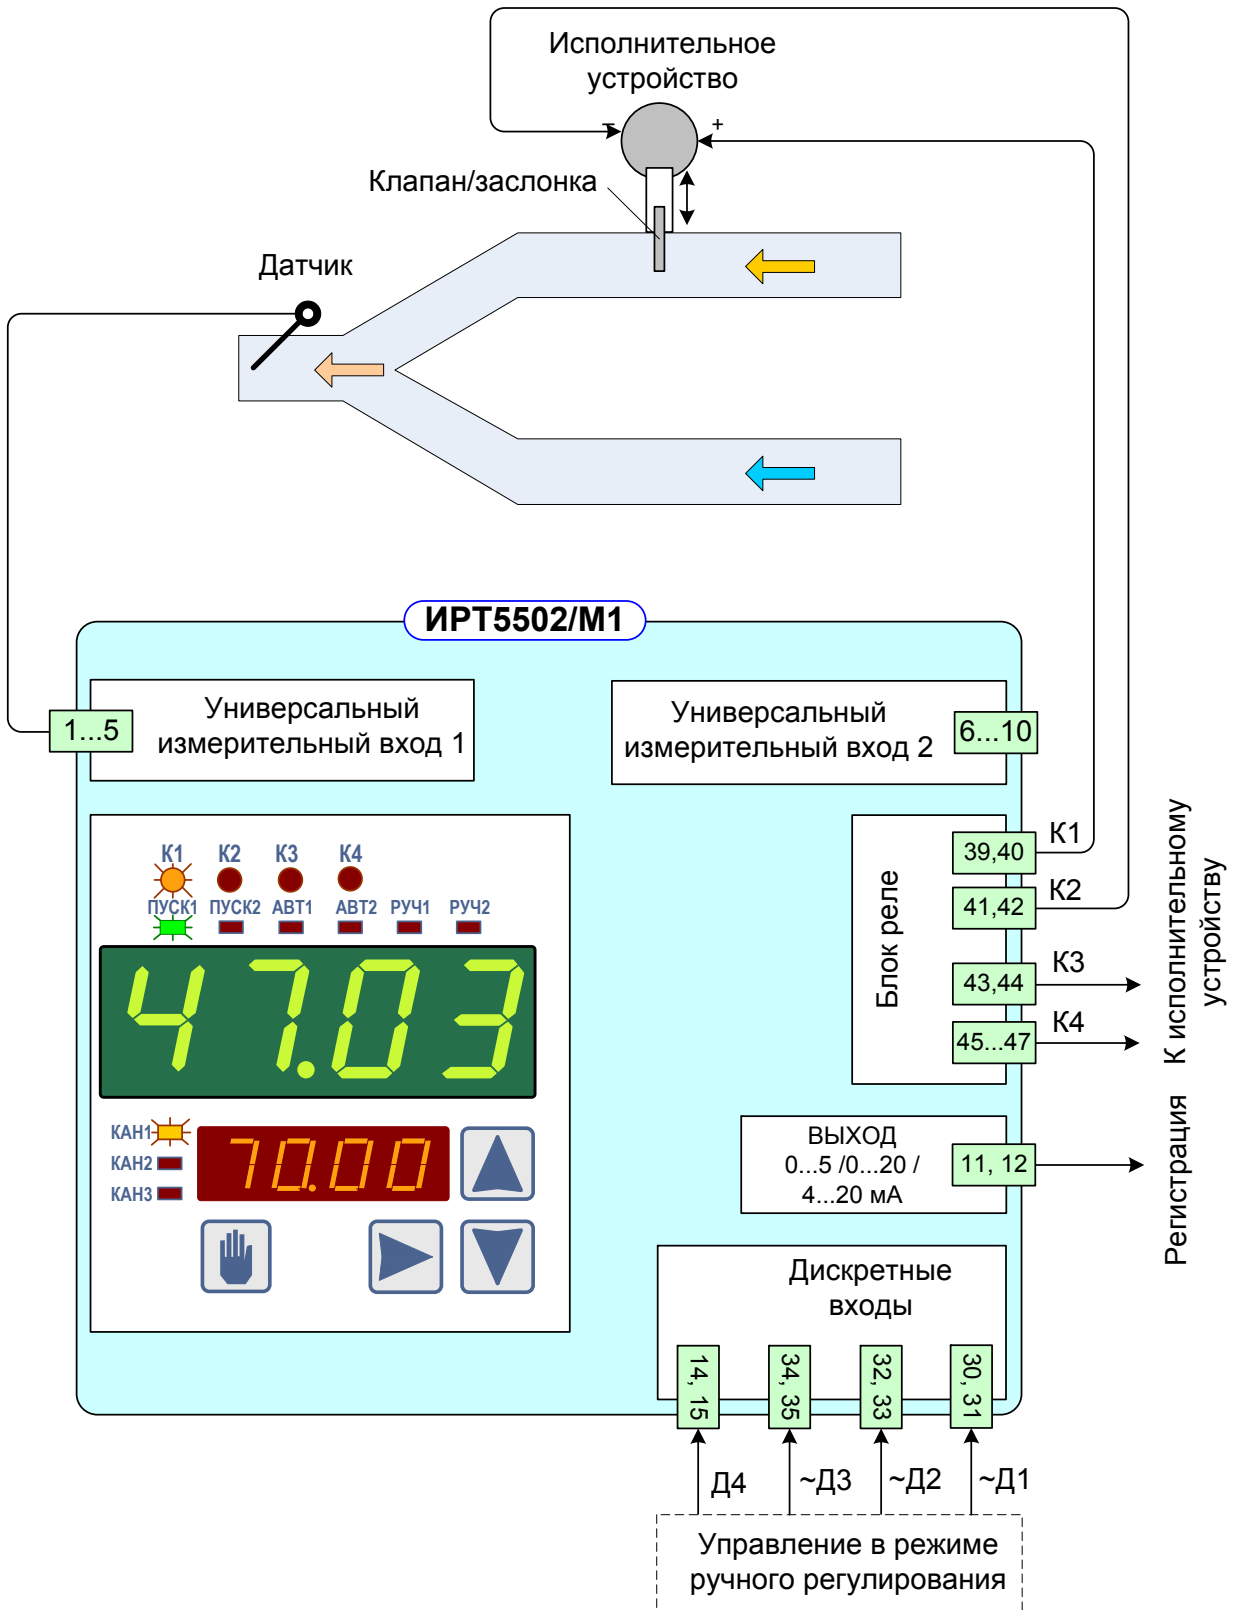 Исполнительное
устройство
–
+
Клапан/заслонка
Датчик
ИРТ5502/М1
Универсальный
измерительный вход 1
1...5
Универсальный
измерительный вход 2
6...10
К1 К2 К3 К4
ПУСК1 ПУСК2 АВТ1 АВТ2 РУЧ1 РУЧ2
47.03
КАН1
КАН2
КАН3
70.00
Блок реле
39,40
К1
41,42
К2
43,44
К3
45...47
К4
К исполнительному
устройству
ВЫХОД
0...5 /0...20 /
4...20 мА
11, 12
Регистрация
Дискретные
входы
14, 15
34, 35
32, 33
30, 31
Д4
~Д3
~Д2
~Д1
Управление в режиме
ручного регулирования